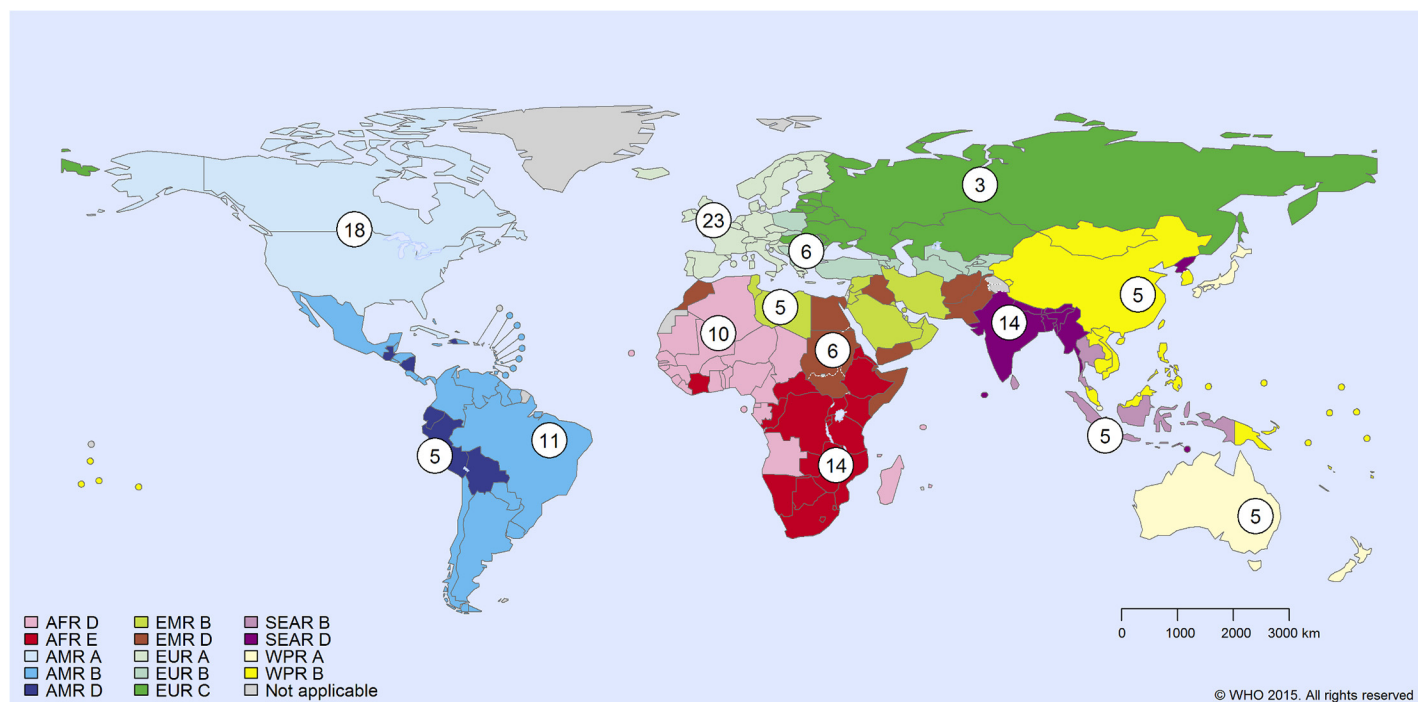 18
23
3
6
5
5
10
14
6
11
5
5
14
5
AFR D
AFR E
AMR A
AMR B
AMR D
EMR B
EMR D
EUR A
EUR B
EUR C
SEAR B
SEAR D
WPR A
WPR B
Not applicable
0 1000 2000 3000 km
© WHO 2015. All rights reserved